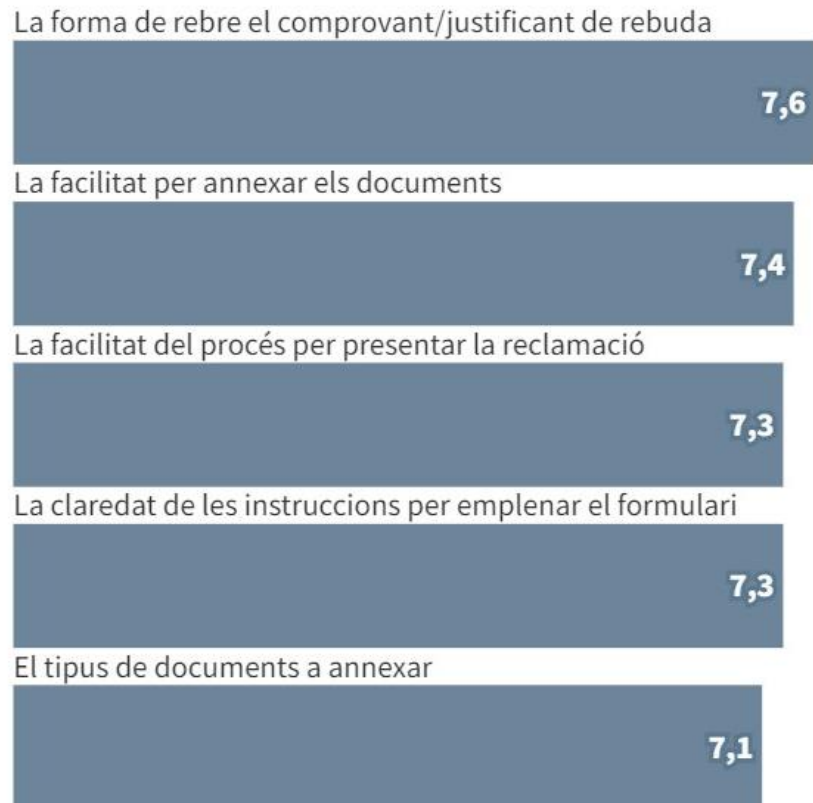 La forma de rebre el comprovant/justificant de rebuda
7,6
La facilitat per annexar els documents
7,4
La facilitat del procés per presentar la reclamació
7,3
La claredat de les instruccions per emplenar el formulari
7,3
El tipus de documents a annexar
7,1